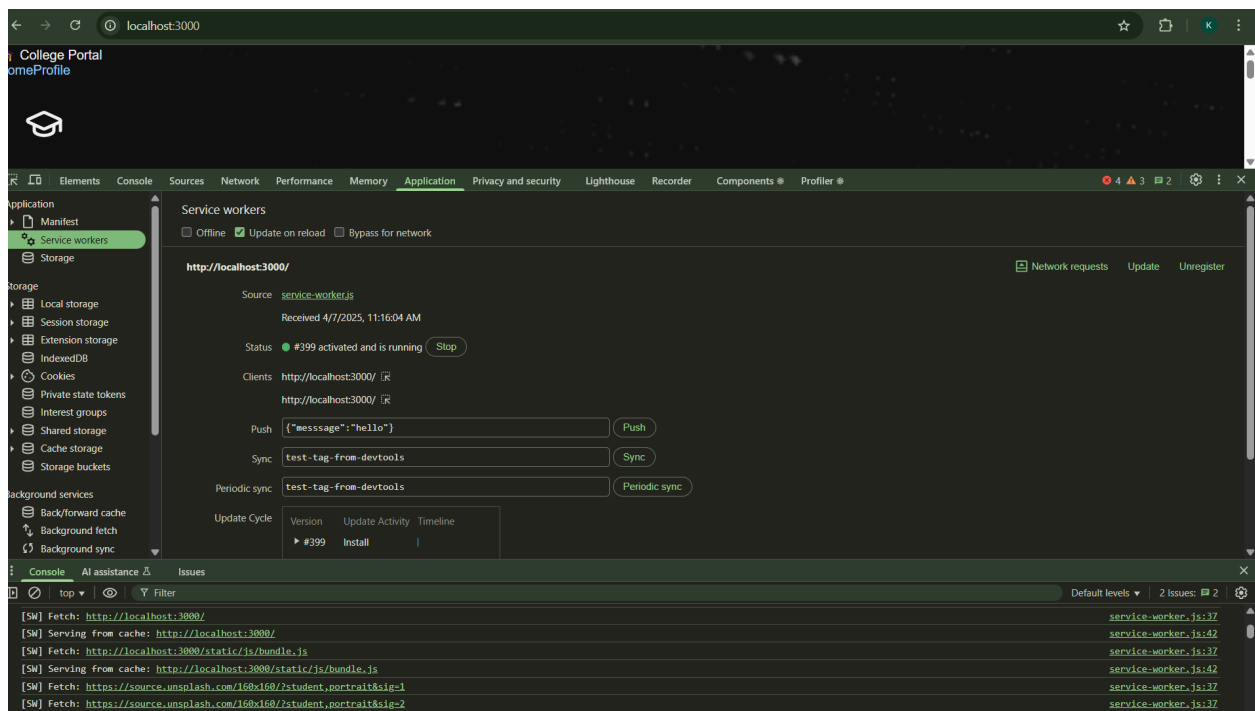 localhost:3000
K
College Portal
omeProfile
Elements Console Sources Network Performance Memory Application Privacy and security Lighthouse Recorder Components Profiler 4 3 2
Application
Manifest
Service workers
Storage
Storage
Local storage
Session storage
Extension storage
IndexedDB
Cookies
Private state tokens
Interest groups
Shared storage
Cache storage
Storage buckets
Background services
Back/forward cache
Background fetch
Background sync
Service workers
Offline Update on reload Bypass for network
http://localhost:3000/ Network requests Update Unregister
Source service-worker.js
Received 4/7/2025, 11:16:04 AM
Status #399 activated and is running Stop
Clients http://localhost:3000/
http://localhost:3000/
Push {"messsage":"hello"} Push
Sync test-tag-from-devtools Sync
Periodic sync test-tag-from-devtools Periodic sync
Update Cycle Version Update Activity Timeline
#399 Install
Console AI assistance Issues
top Filter Default levels 2 Issues: 2
[SW] Fetch: http://localhost:3000/ service-worker.js:37
[SW] Serving from cache: http://localhost:3000/ service-worker.js:42
[SW] Fetch: http://localhost:3000/static/js/bundle.js service-worker.js:37
[SW] Serving from cache: http://localhost:3000/static/js/bundle.js service-worker.js:42
[SW] Fetch: https://source.unsplash.com/160x160/?student,portrait&sig=1 service-worker.js:37
[SW] Fetch: https://source.unsplash.com/160x160/?student,portrait&sig=2 service-worker.js:37